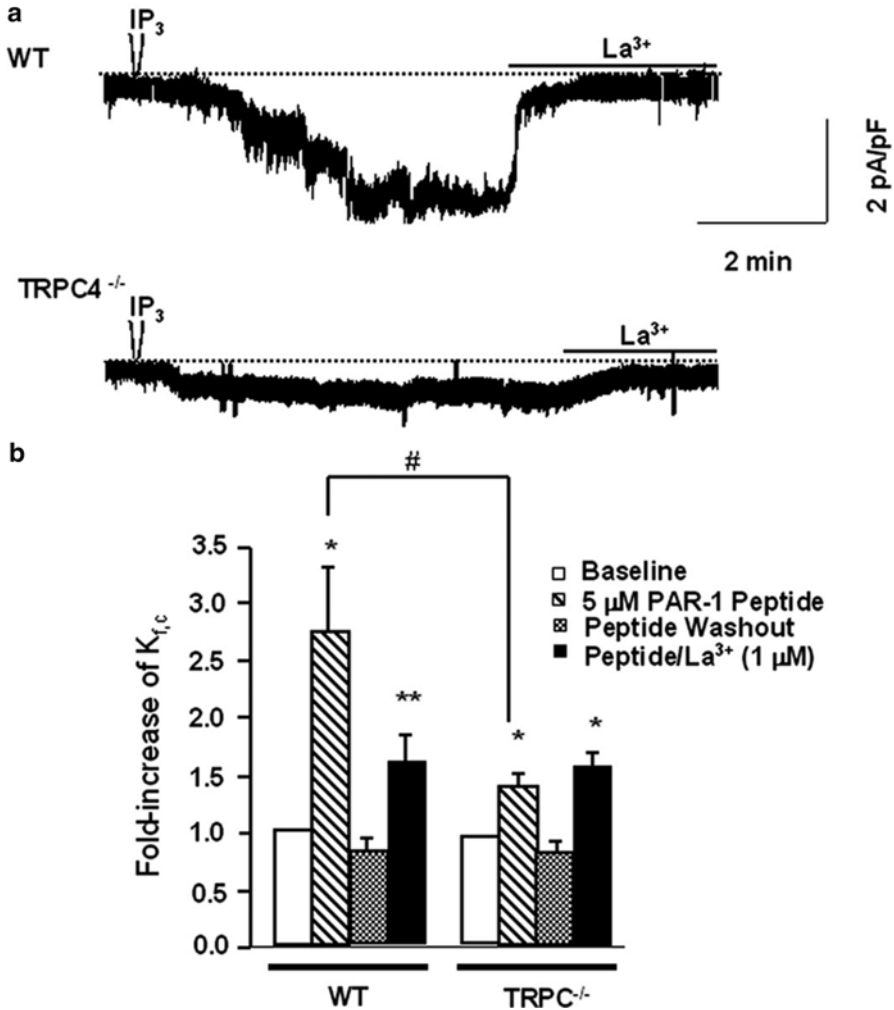 a
IP3
WT
La3+
2 pA/pF
2 min
TRPC4 -/-
IP3
La3+
b
#
3.5
3.0
2.5
2.0
1.5
1.0
0.5
0.0
Fold-increase of Kf,c
*
**
*
*
Baseline
5 µM PAR-1 Peptide
Peptide Washout
Peptide/La3+ (1 µM)
WT
TRPC-/-